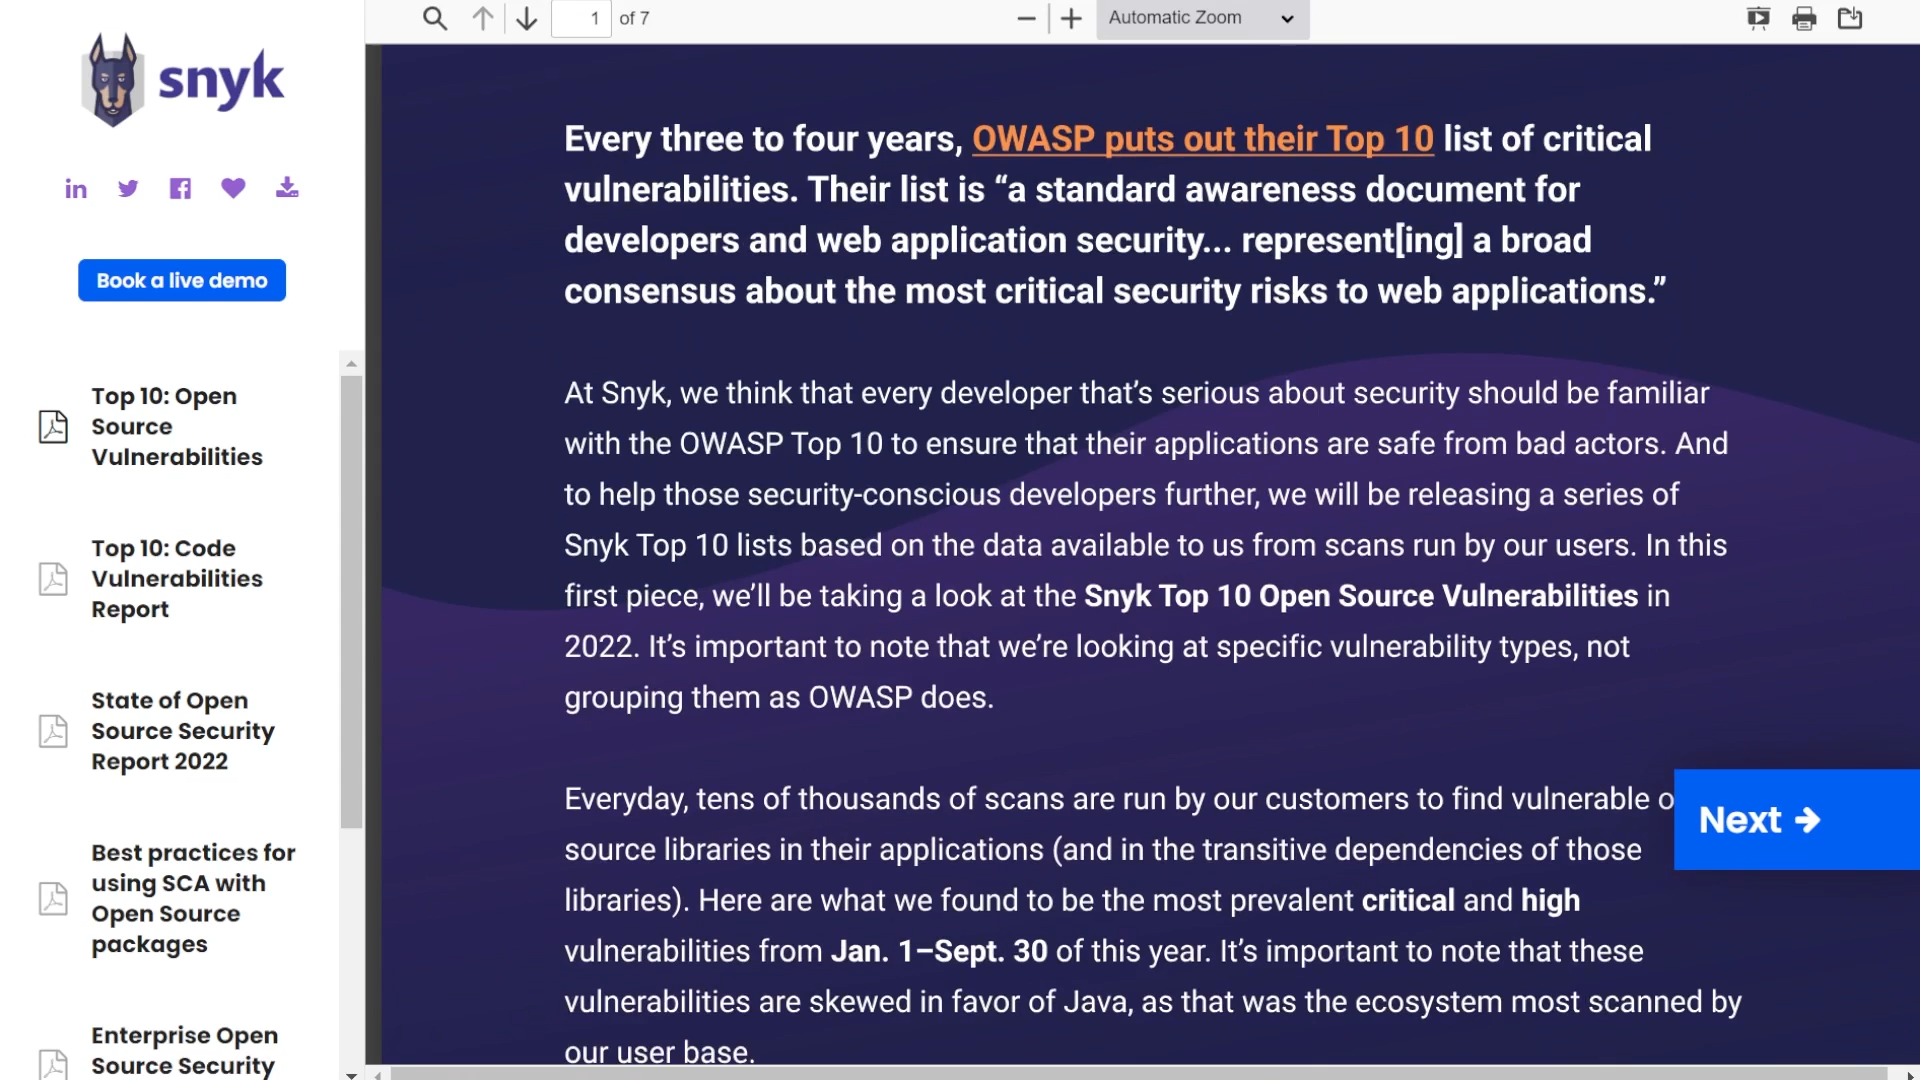 snyk
Book a live demo
Top 10: Open
Source
Vulnerabilities
Top 10: Code
Vulnerabilities
Report
State of Open
Source Security
Report 2022
Best practices for
using SCA with
Open Source
packages
Enterprise Open
Source Security
1 of 7
Automatic Zoom
Every three to four years, OWASP puts out their Top 10 list of critical
vulnerabilities. Their list is “a standard awareness document for
developers and web application security... represent[ing] a broad
consensus about the most critical security risks to web applications.”
At Snyk, we think that every developer that’s serious about security should be familiar
with the OWASP Top 10 to ensure that their applications are safe from bad actors. And
to help those security-conscious developers further, we will be releasing a series of
Snyk Top 10 lists based on the data available to us from scans run by our users. In this
first piece, we’ll be taking a look at the Snyk Top 10 Open Source Vulnerabilities in
2022. It’s important to note that we’re looking at specific vulnerability types, not
grouping them as OWASP does.
Everyday, tens of thousands of scans are run by our customers to find vulnerable
source libraries in their applications (and in the transitive dependencies of those
libraries). Here are what we found to be the most prevalent critical and high
vulnerabilities from Jan. 1–Sept. 30 of this year. It’s important to note that these
vulnerabilities are skewed in favor of Java, as that was the ecosystem most scanned by
our user base.
Next